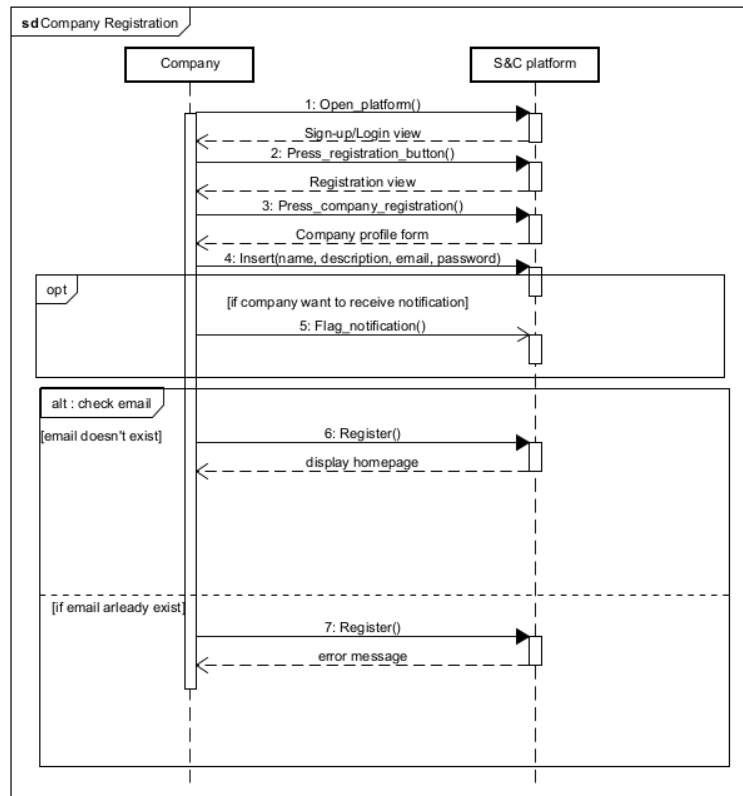 sd Company Registration
Company
S&C platform
1: Open_platform()
Sign-up/Login view
2: Press_registration_button()
Registration view
3: Press_company_registration()
Company profile form
4: Insert(name, description, email, password)
opt
[if company want to receive notification]
5: Flag_notification()
alt : check email
[email doesn't exist]
6: Register()
display homepage
[if email arleady exist]
7: Register()
error message